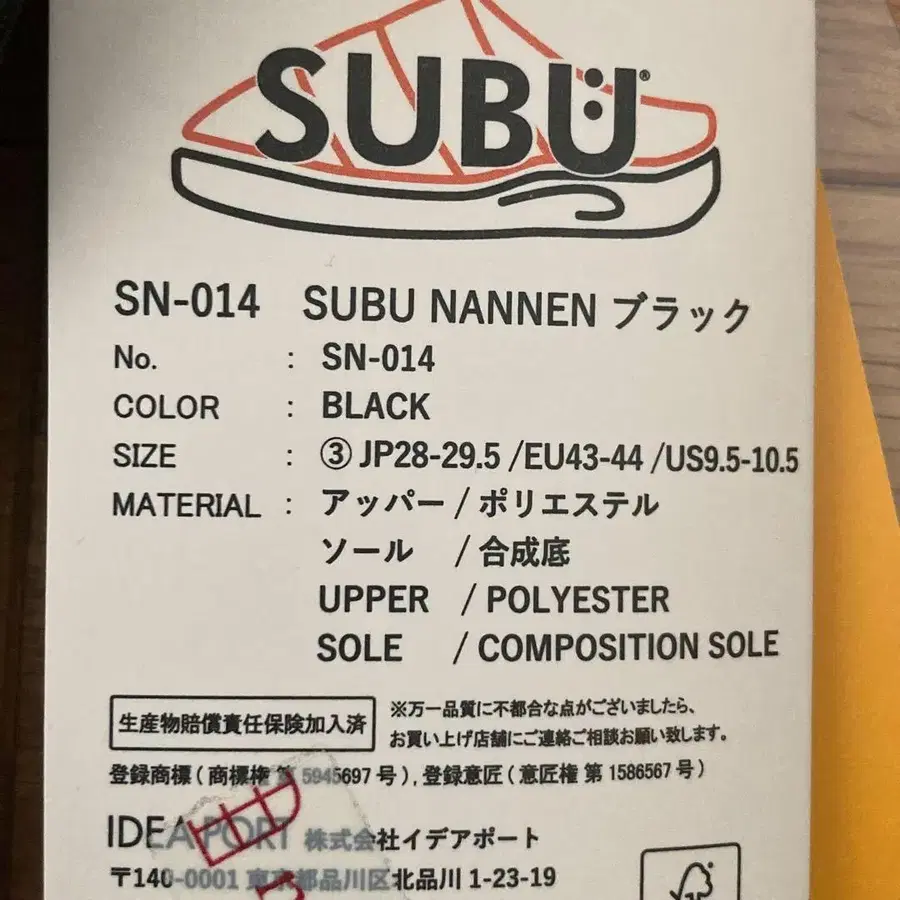 SUBU®
SN-014 SUBU NANNEN ブラック
No. : SN-014
COLOR : BLACK
SIZE : ③ JP28-29.5 /EU43-44 /US9.5-10.5
MATERIAL : アッパー / ポリエステル
ソール / 合成底
UPPER / POLYESTER
SOLE / COMPOSITION SOLE
生産物賠償責任保険加入済
※万一品質に不都合な点がございましたら、
お買い上げ店舗にご連絡ご相談お願い致します。
登録商標 ( 商標権 第 5945697 号 ) , 登録意匠 ( 意匠権 第 1586567 号 )
IDEA PORT 株式会社イデアポート
〒140-0001 東京都品川区北品川 1-23-19